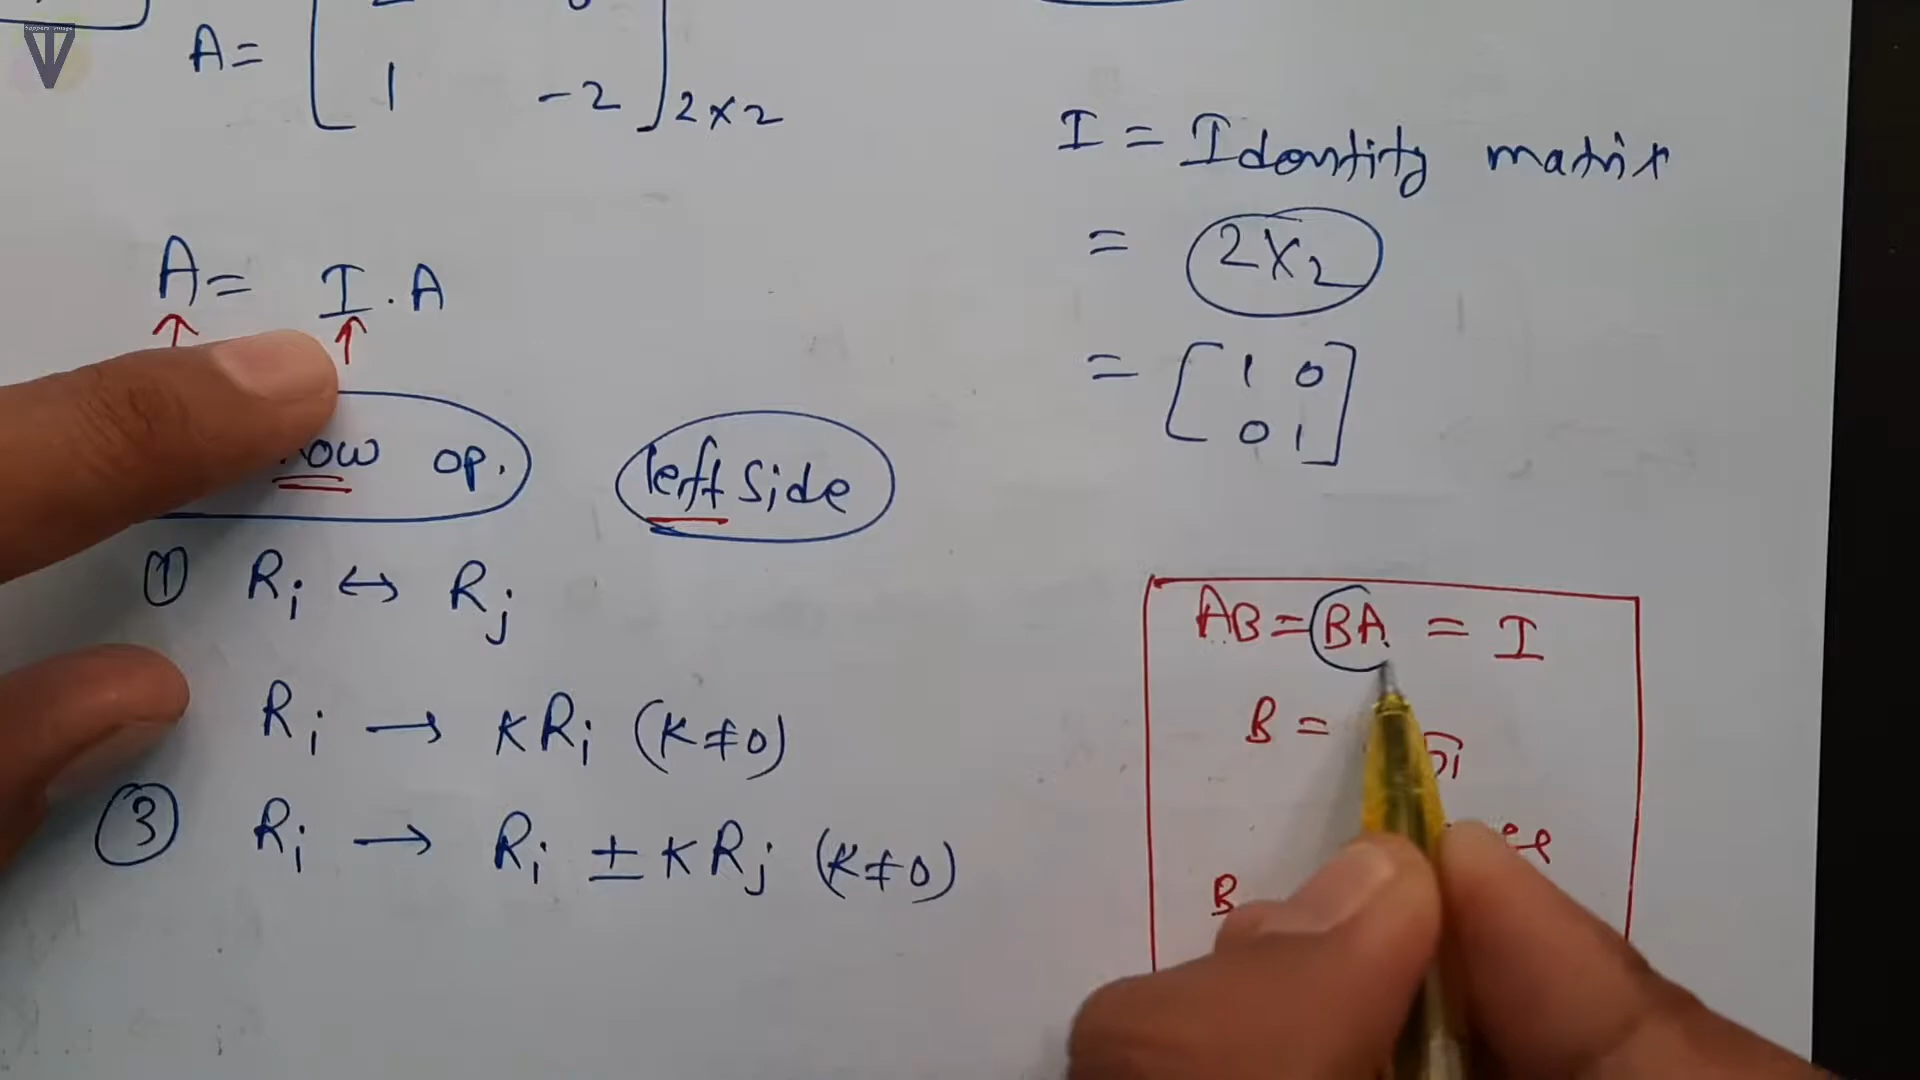 A =
1 -2 2×2
I = Identity matrix
= 2×2
A = I . A
= [ 1 0
0 1 ]
op. left side
① Ri ↔ Rj
AB = BA = I
Ri → KRi (K≠0)
B =
③ Ri → Ri ± KRj (K≠0)
B